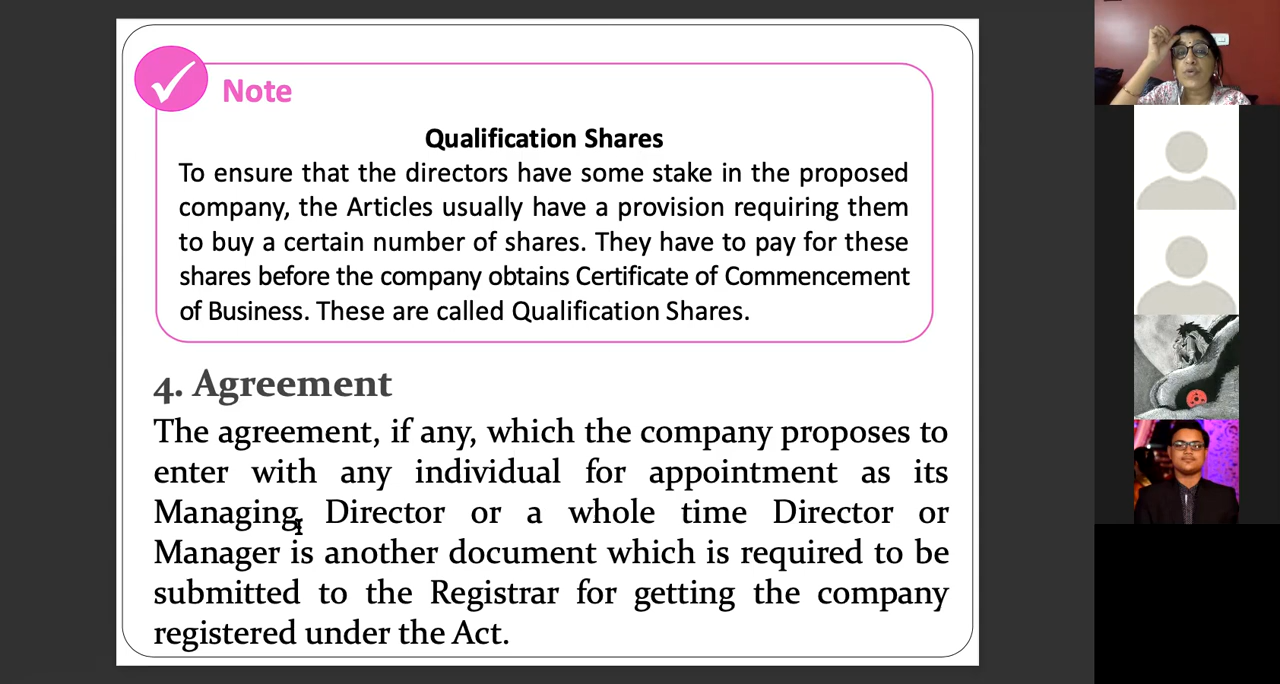 Note
Qualification Shares
To ensure that the directors have some stake in the proposed
company, the Articles usually have a provision requiring them
to buy a certain number of shares. They have to pay for these
shares before the company obtains Certificate of Commencement
of Business. These are called Qualification Shares.
4. Agreement
The agreement, if any, which the company proposes to
enter with any individual for appointment as its
Managing Director or a whole time Director or
Manager is another document which is required to be
submitted to the Registrar for getting the company
registered under the Act.